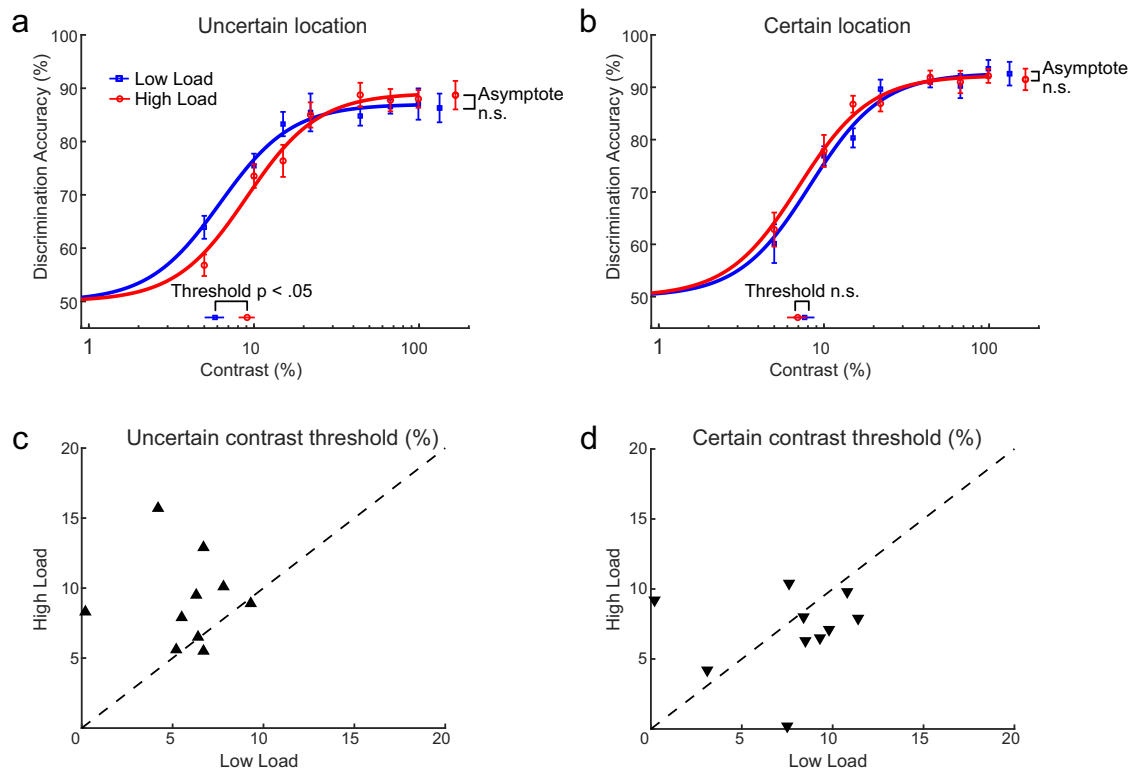 a
Uncertain location
100
90
80
70
60
50
Discrimination Accuracy (%)
Low Load
High Load
Asymptote
n.s.
Threshold p < .05
1
10
100
Contrast (%)
b
Certain location
100
90
80
70
60
50
Discrimination Accuracy (%)
Asymptote
n.s.
Threshold n.s.
1
10
100
Contrast (%)
c
Uncertain contrast threshold (%)
20
15
10
5
High Load
0
5
10
15
20
Low Load
d
Certain contrast threshold (%)
20
15
10
5
High Load
0
5
10
15
20
Low Load